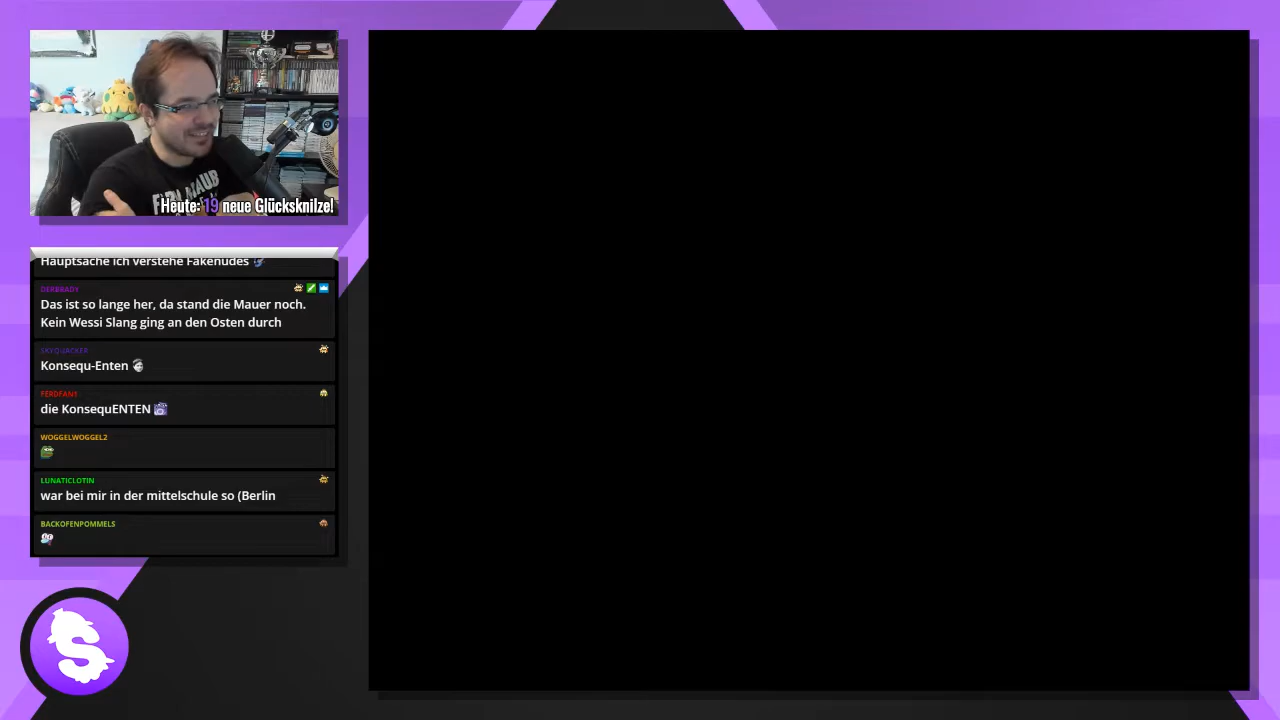 Heute: 19 neue Glücksknilze!
Hauptsache ich verstehe Fakenudes
DEREBADY
Das ist so lange her, da stand die Mauer noch.
Kein Wessi Slang ging an den Osten durch
Konsequ-Enten
FERDFAN1
die KonsequENTEN
WOGGELWOGGEL2
LUNATICLOTIN
war bei mir in der mittelschule so (Berlin
BACKOFENPOMMELS